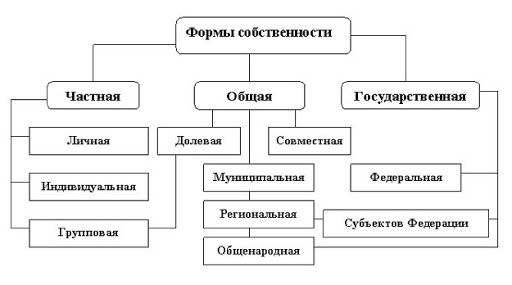 Формы собственности
Частная
Общая
Государственная
Личная
Долевая
Совместная
Индивидуальная
Муниципальная
Федеральная
Групповая
Региональная
Субъектов Федерации
Общенародная